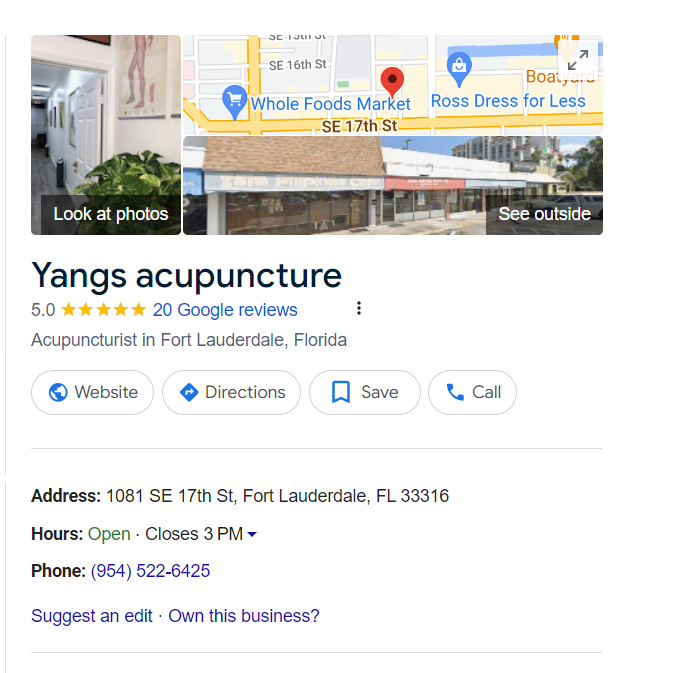 SE 16th St
Boatyard
Whole Foods Market
Ross Dress for Less
SE 17th St
Look at photos
See outside
Yangs acupuncture
5.0 20 Google reviews
Acupuncturist in Fort Lauderdale, Florida
Website Directions Save Call
Address: 1081 SE 17th St, Fort Lauderdale, FL 33316
Hours: Open · Closes 3 PM
Phone: (954) 522-6425
Suggest an edit · Own this business?